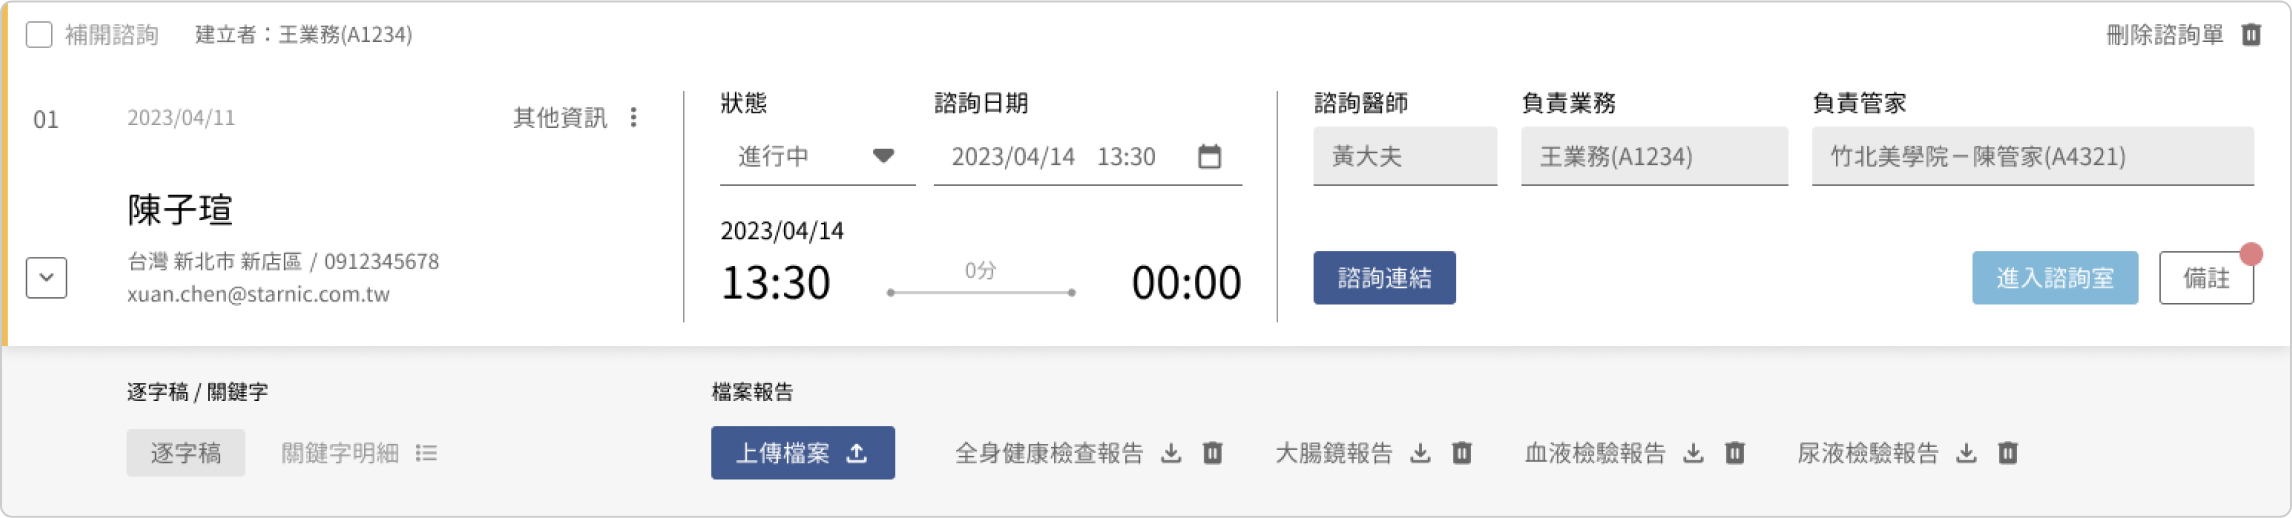 補開諮詢 建立者：王業務(A1234) 刪除諮詢單
01 2023/04/11 其他資訊
陳子瑄
台灣 新北市 新店區 / 0912345678
xuan.chen@starnic.com.tw
狀態 諮詢日期
進行中 2023/04/14 13:30
2023/04/14
13:30 0分 00:00
諮詢醫師 負責業務 負責管家
黃大夫 王業務(A1234) 竹北美學院－陳管家(A4321)
諮詢連結 進入諮詢室 備註
逐字稿 / 關鍵字 檔案報告
逐字稿 關鍵字明細 上傳檔案 全身健康檢查報告 大腸鏡報告 血液檢驗報告 尿液檢驗報告